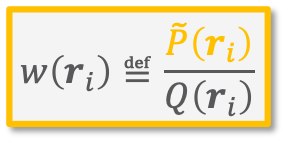 w(rᵢ) ≝ P̃(rᵢ) / Q(rᵢ)